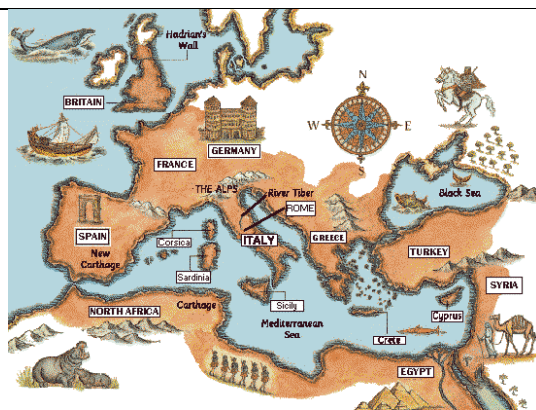 Hadrian's
Wall
BRITAIN
N
W
E
S
GERMANY
FRANCE
THE ALPS
River Tiber
ROME
Black Sea
SPAIN
New
Carthage
Corsica
ITALY
GREECE
TURKEY
Sardinia
SYRIA
NORTH AFRICA
Carthage
Sicily
Cyprus
Mediterranean
Sea
Crete
EGYPT